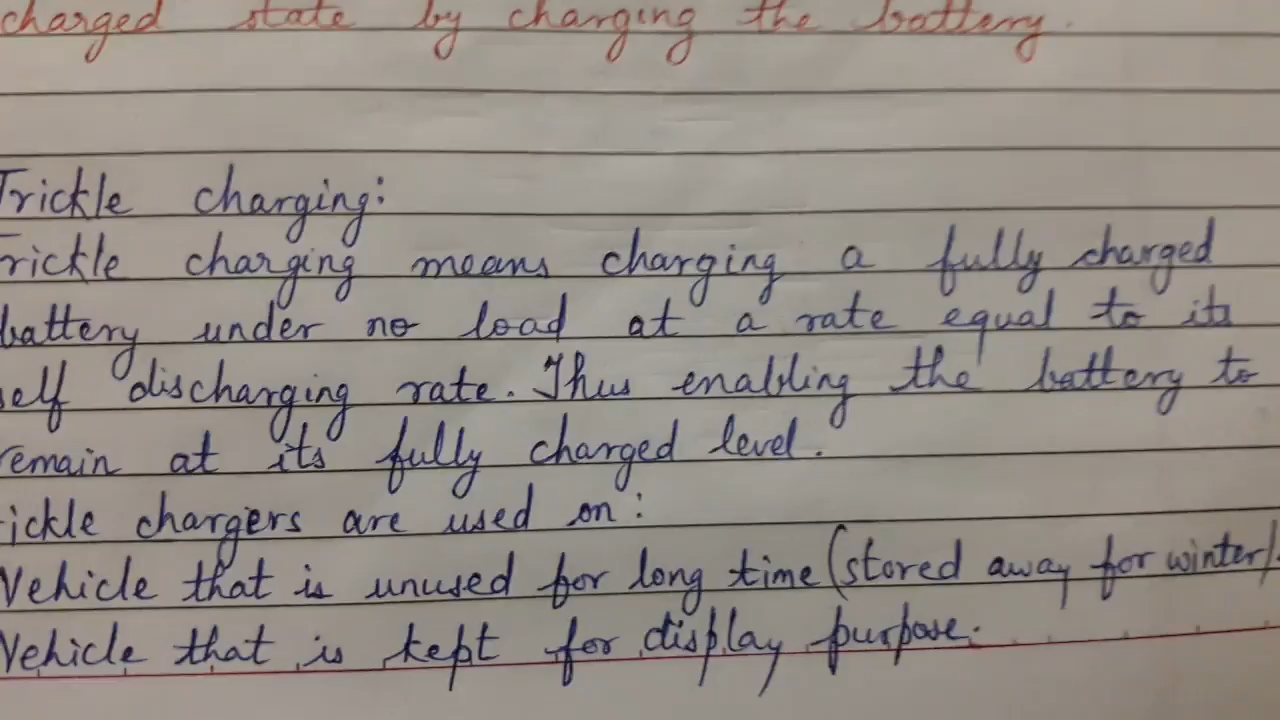 charged state by charging the battery.
Trickle charging:
rickle charging means charging a fully charged
battery under no load at a rate equal to its
self discharging rate. Thus enabling the battery to
remain at its fully charged level.
ickle chargers are used on:
Vehicle that is unused for long time (stored away for winter).
Vehicle that is kept for display purpose.